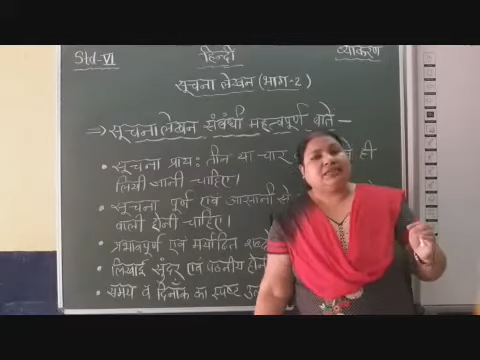 Std-VI हिन्दी व्याकरण
सूचना लेखन (भाग-2)
⇒ सूचना लेखन संबंधी महत्वपूर्ण बातें —
• सूचना प्राय: तीन या चार ही
लिखी जानी चाहिए।
• सूचना पूर्ण एवं आसानी से
वाली होनी चाहिए।
• प्रभावपूर्ण एवं मर्यादित
• लिखाई सुंदर एवं पठनीय
• समय व दिनाँक का स्पष्ट